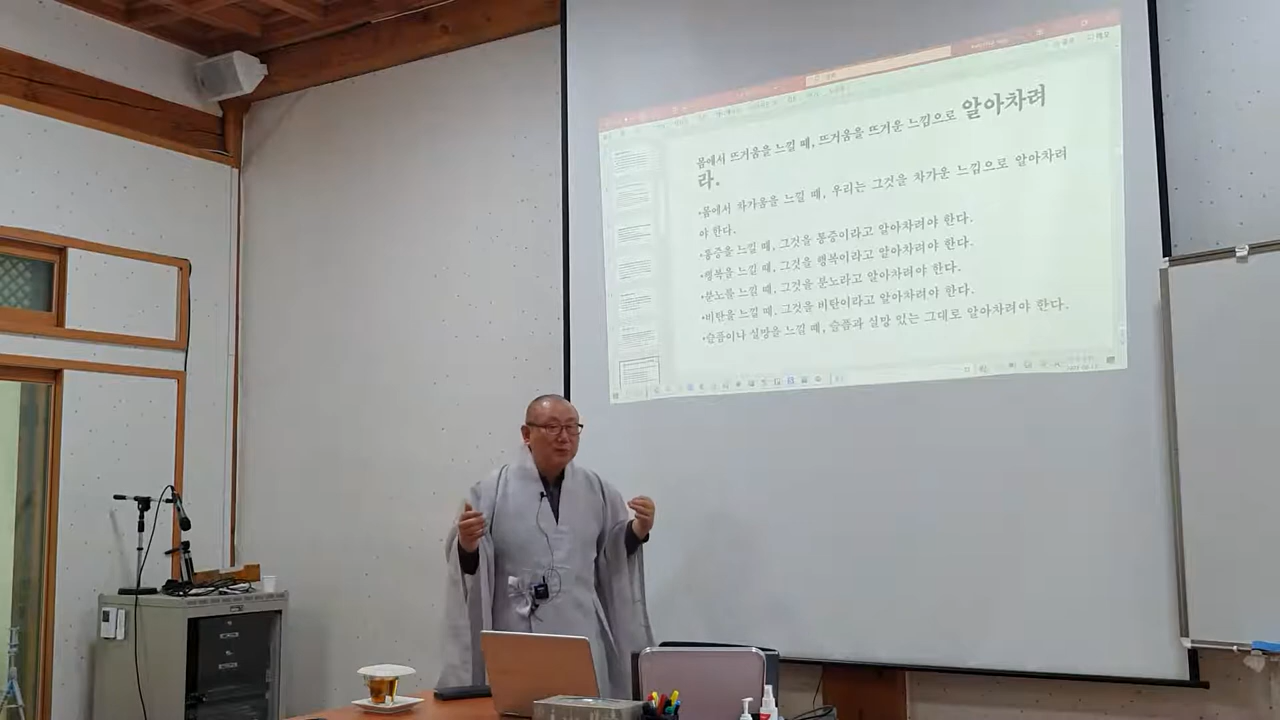 몸에서 뜨거움을 느낄 때, 뜨거움을 뜨거운 느낌으로 알아차려
라.
•몸에서 차가움을 느낄 때, 우리는 그것을 차가운 느낌으로 알아차려
야 한다.
•통증을 느낄 때, 그것을 통증이라고 알아차려야 한다.
•행복을 느낄 때, 그것을 행복이라고 알아차려야 한다.
•분노를 느낄 때, 그것을 분노라고 알아차려야 한다.
•비탄을 느낄 때, 그것을 비탄이라고 알아차려야 한다.
•슬픔이나 실망을 느낄 때, 슬픔과 실망 있는 그대로 알아차려야 한다.